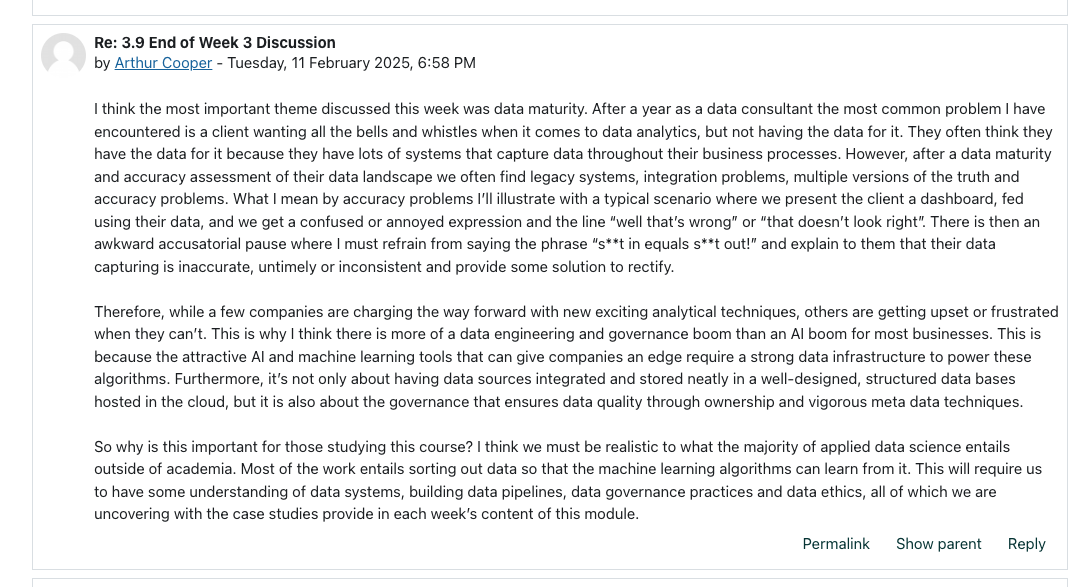 Re: 3.9 End of Week 3 Discussion
by Arthur Cooper - Tuesday, 11 February 2025, 6:58 PM
I think the most important theme discussed this week was data maturity. After a year as a data consultant the most common problem I have
encountered is a client wanting all the bells and whistles when it comes to data analytics, but not having the data for it. They often think they
have the data for it because they have lots of systems that capture data throughout their business processes. However, after a data maturity
and accuracy assessment of their data landscape we often find legacy systems, integration problems, multiple versions of the truth and
accuracy problems. What I mean by accuracy problems I’ll illustrate with a typical scenario where we present the client a dashboard, fed
using their data, and we get a confused or annoyed expression and the line “well that’s wrong” or “that doesn’t look right”. There is then an
awkward accusatorial pause where I must refrain from saying the phrase “s**t in equals s**t out!” and explain to them that their data
capturing is inaccurate, untimely or inconsistent and provide some solution to rectify.
Therefore, while a few companies are charging the way forward with new exciting analytical techniques, others are getting upset or frustrated
when they can’t. This is why I think there is more of a data engineering and governance boom than an AI boom for most businesses. This is
because the attractive AI and machine learning tools that can give companies an edge require a strong data infrastructure to power these
algorithms. Furthermore, it’s not only about having data sources integrated and stored neatly in a well-designed, structured data bases
hosted in the cloud, but it is also about the governance that ensures data quality through ownership and vigorous meta data techniques.
So why is this important for those studying this course? I think we must be realistic to what the majority of applied data science entails
outside of academia. Most of the work entails sorting out data so that the machine learning algorithms can learn from it. This will require us
to have some understanding of data systems, building data pipelines, data governance practices and data ethics, all of which we are
uncovering with the case studies provide in each week’s content of this module.
Permalink Show parent Reply